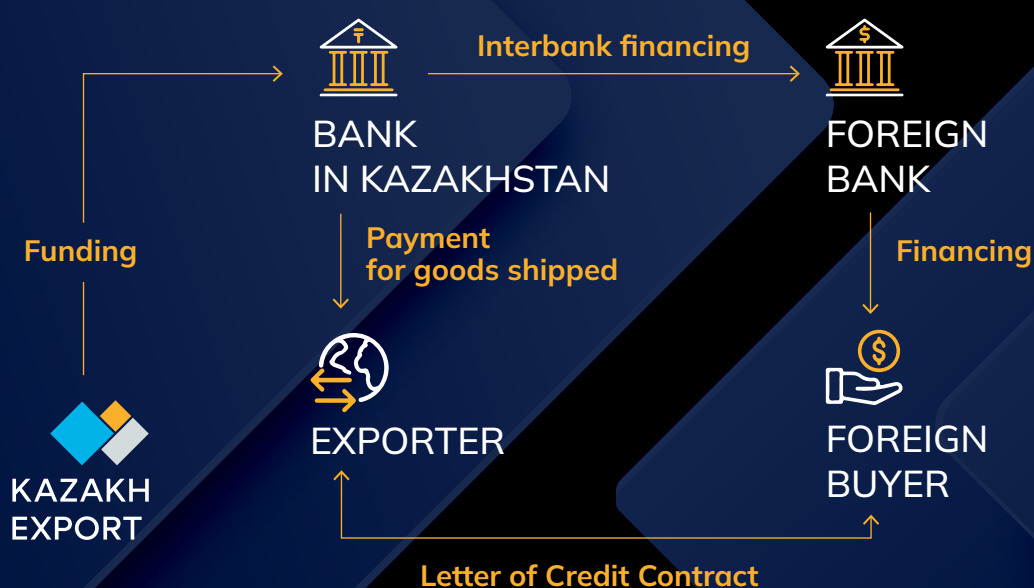 Interbank financing
BANK
IN KAZAKHSTAN
FOREIGN
BANK
Funding
Payment
for goods shipped
Financing
EXPORTER
FOREIGN
BUYER
KAZAKH
EXPORT
Letter of Credit Contract